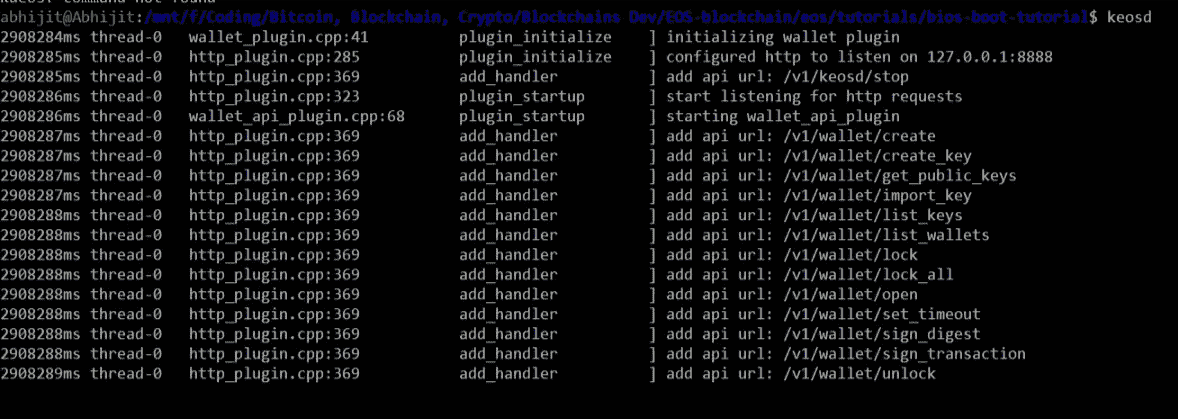 command not found
abhijit@Abhijit:/mnt/f/Coding/Bitcoin, Blockchain, Crypto/Blockchains Dev/EOS-blockchain/eos/tutorials/bios-boot-tutorial$ keosd
2908284ms thread-0   wallet_plugin.cpp:41          plugin_initialize    ] initializing wallet plugin
2908285ms thread-0   http_plugin.cpp:285           plugin_initialize    ] configured http to listen on 127.0.0.1:8888
2908285ms thread-0   http_plugin.cpp:369           add_handler          ] add api url: /v1/keosd/stop
2908286ms thread-0   http_plugin.cpp:323           plugin_startup       ] start listening for http requests
2908286ms thread-0   wallet_api_plugin.cpp:68      plugin_startup       ] starting wallet_api_plugin
2908287ms thread-0   http_plugin.cpp:369           add_handler          ] add api url: /v1/wallet/create
2908287ms thread-0   http_plugin.cpp:369           add_handler          ] add api url: /v1/wallet/create_key
2908287ms thread-0   http_plugin.cpp:369           add_handler          ] add api url: /v1/wallet/get_public_keys
2908287ms thread-0   http_plugin.cpp:369           add_handler          ] add api url: /v1/wallet/import_key
2908288ms thread-0   http_plugin.cpp:369           add_handler          ] add api url: /v1/wallet/list_keys
2908288ms thread-0   http_plugin.cpp:369           add_handler          ] add api url: /v1/wallet/list_wallets
2908288ms thread-0   http_plugin.cpp:369           add_handler          ] add api url: /v1/wallet/lock
2908288ms thread-0   http_plugin.cpp:369           add_handler          ] add api url: /v1/wallet/lock_all
2908288ms thread-0   http_plugin.cpp:369           add_handler          ] add api url: /v1/wallet/open
2908288ms thread-0   http_plugin.cpp:369           add_handler          ] add api url: /v1/wallet/set_timeout
2908288ms thread-0   http_plugin.cpp:369           add_handler          ] add api url: /v1/wallet/sign_digest
2908288ms thread-0   http_plugin.cpp:369           add_handler          ] add api url: /v1/wallet/sign_transaction
2908289ms thread-0   http_plugin.cpp:369           add_handler          ] add api url: /v1/wallet/unlock